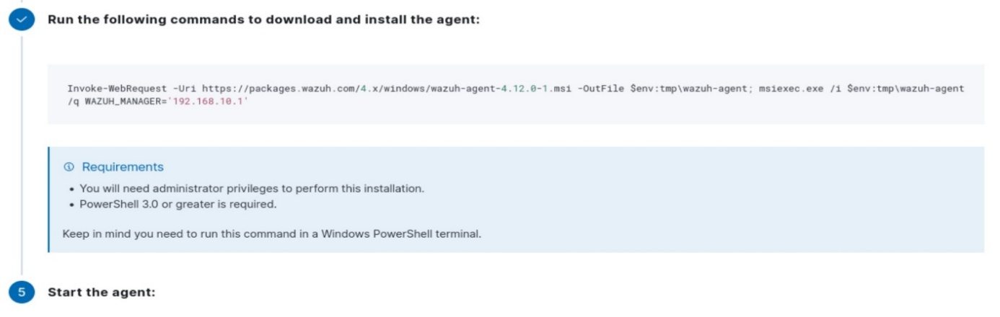 Run the following commands to download and install the agent:
Invoke-WebRequest -Uri https://packages.wazuh.com/4.x/windows/wazuh-agent-4.12.0-1.msi -OutFile $env:tmp\wazuh-agent; msiexec.exe /i $env:tmp\wazuh-agent
/q WAZUH_MANAGER='192.168.10.1'
Requirements
• You will need administrator privileges to perform this installation.
• PowerShell 3.0 or greater is required.
Keep in mind you need to run this command in a Windows PowerShell terminal.
5 Start the agent: